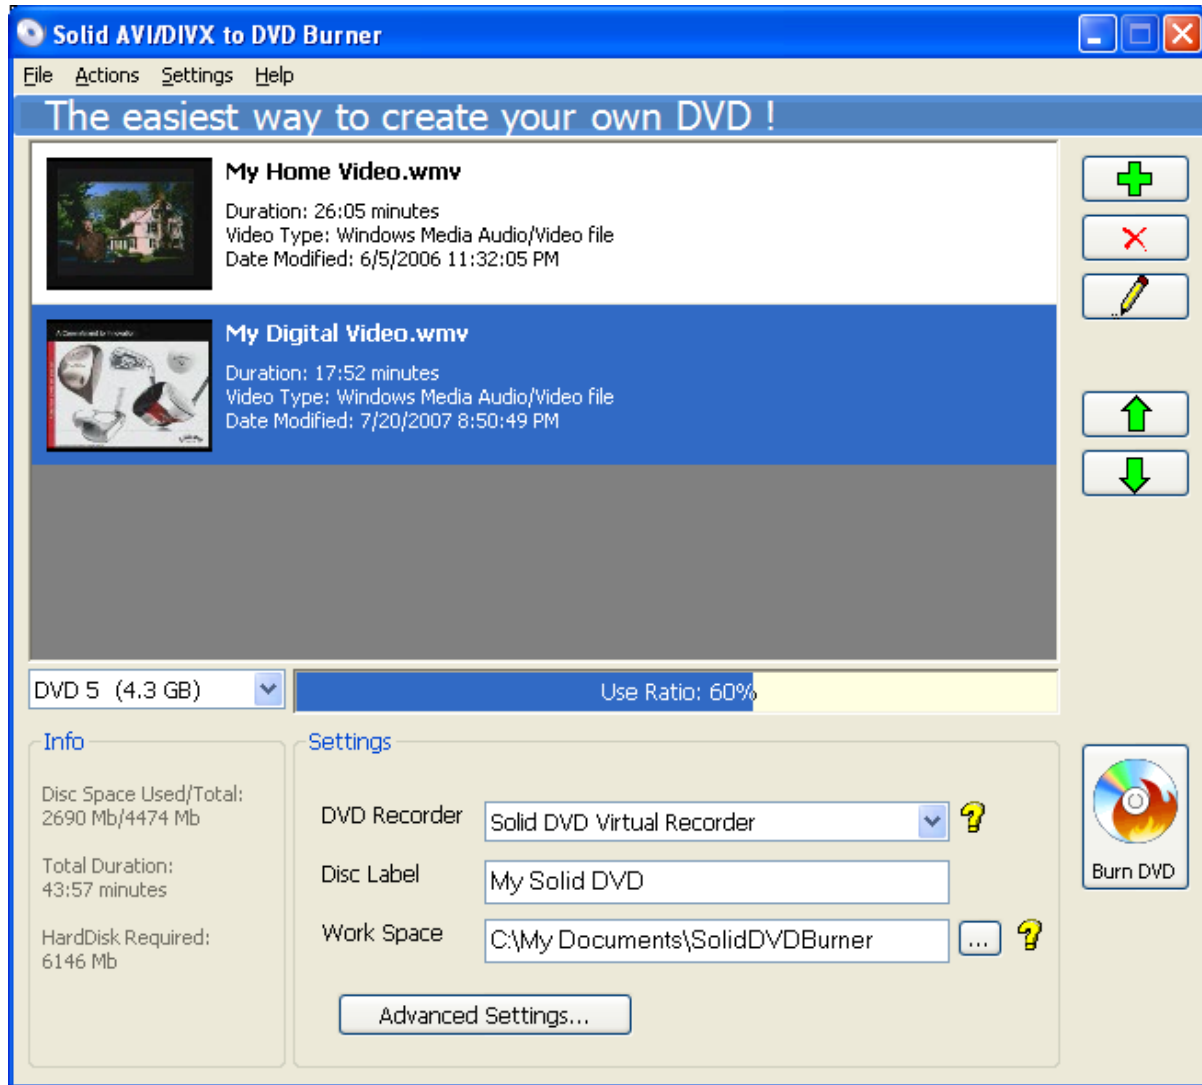 Solid AVI/DIVX to DVD Burner
File Actions Settings Help
The easiest way to create your own DVD !
My Home Video.wmv
Duration: 26:05 minutes
Video Type: Windows Media Audio/Video file
Date Modified: 6/5/2006 11:32:05 PM
A Commitment to Innovation
My Digital Video.wmv
Duration: 17:52 minutes
Video Type: Windows Media Audio/Video file
Date Modified: 7/20/2007 8:50:49 PM
DVD 5 (4.3 GB)
Use Ratio: 60%
Info
Disc Space Used/Total:
2690 Mb/4474 Mb
Total Duration:
43:57 minutes
HardDisk Required:
6146 Mb
Settings
DVD Recorder
Solid DVD Virtual Recorder
Disc Label
My Solid DVD
Work Space
C:\My Documents\SolidDVDBurner
...
Advanced Settings...
Burn DVD